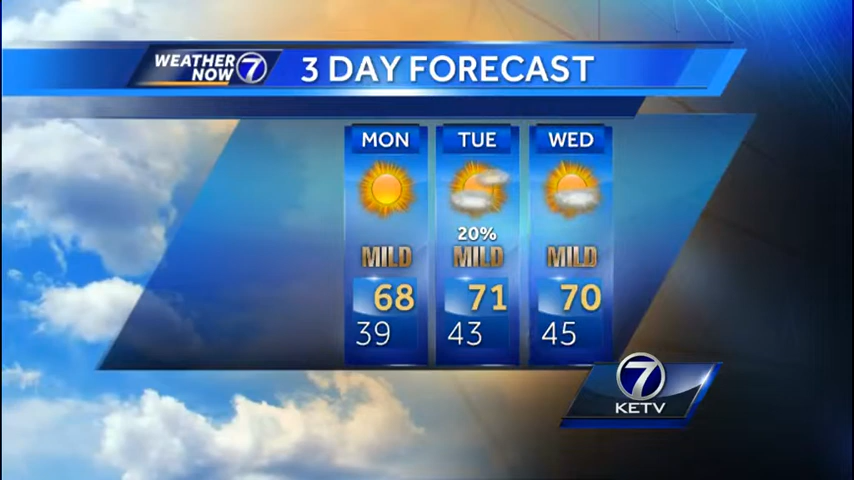 WEATHER
NOW 7
3 DAY FORECAST
MON TUE WED
20%
MILD MILD MILD
68 71 70
39 43 45
7
KETV